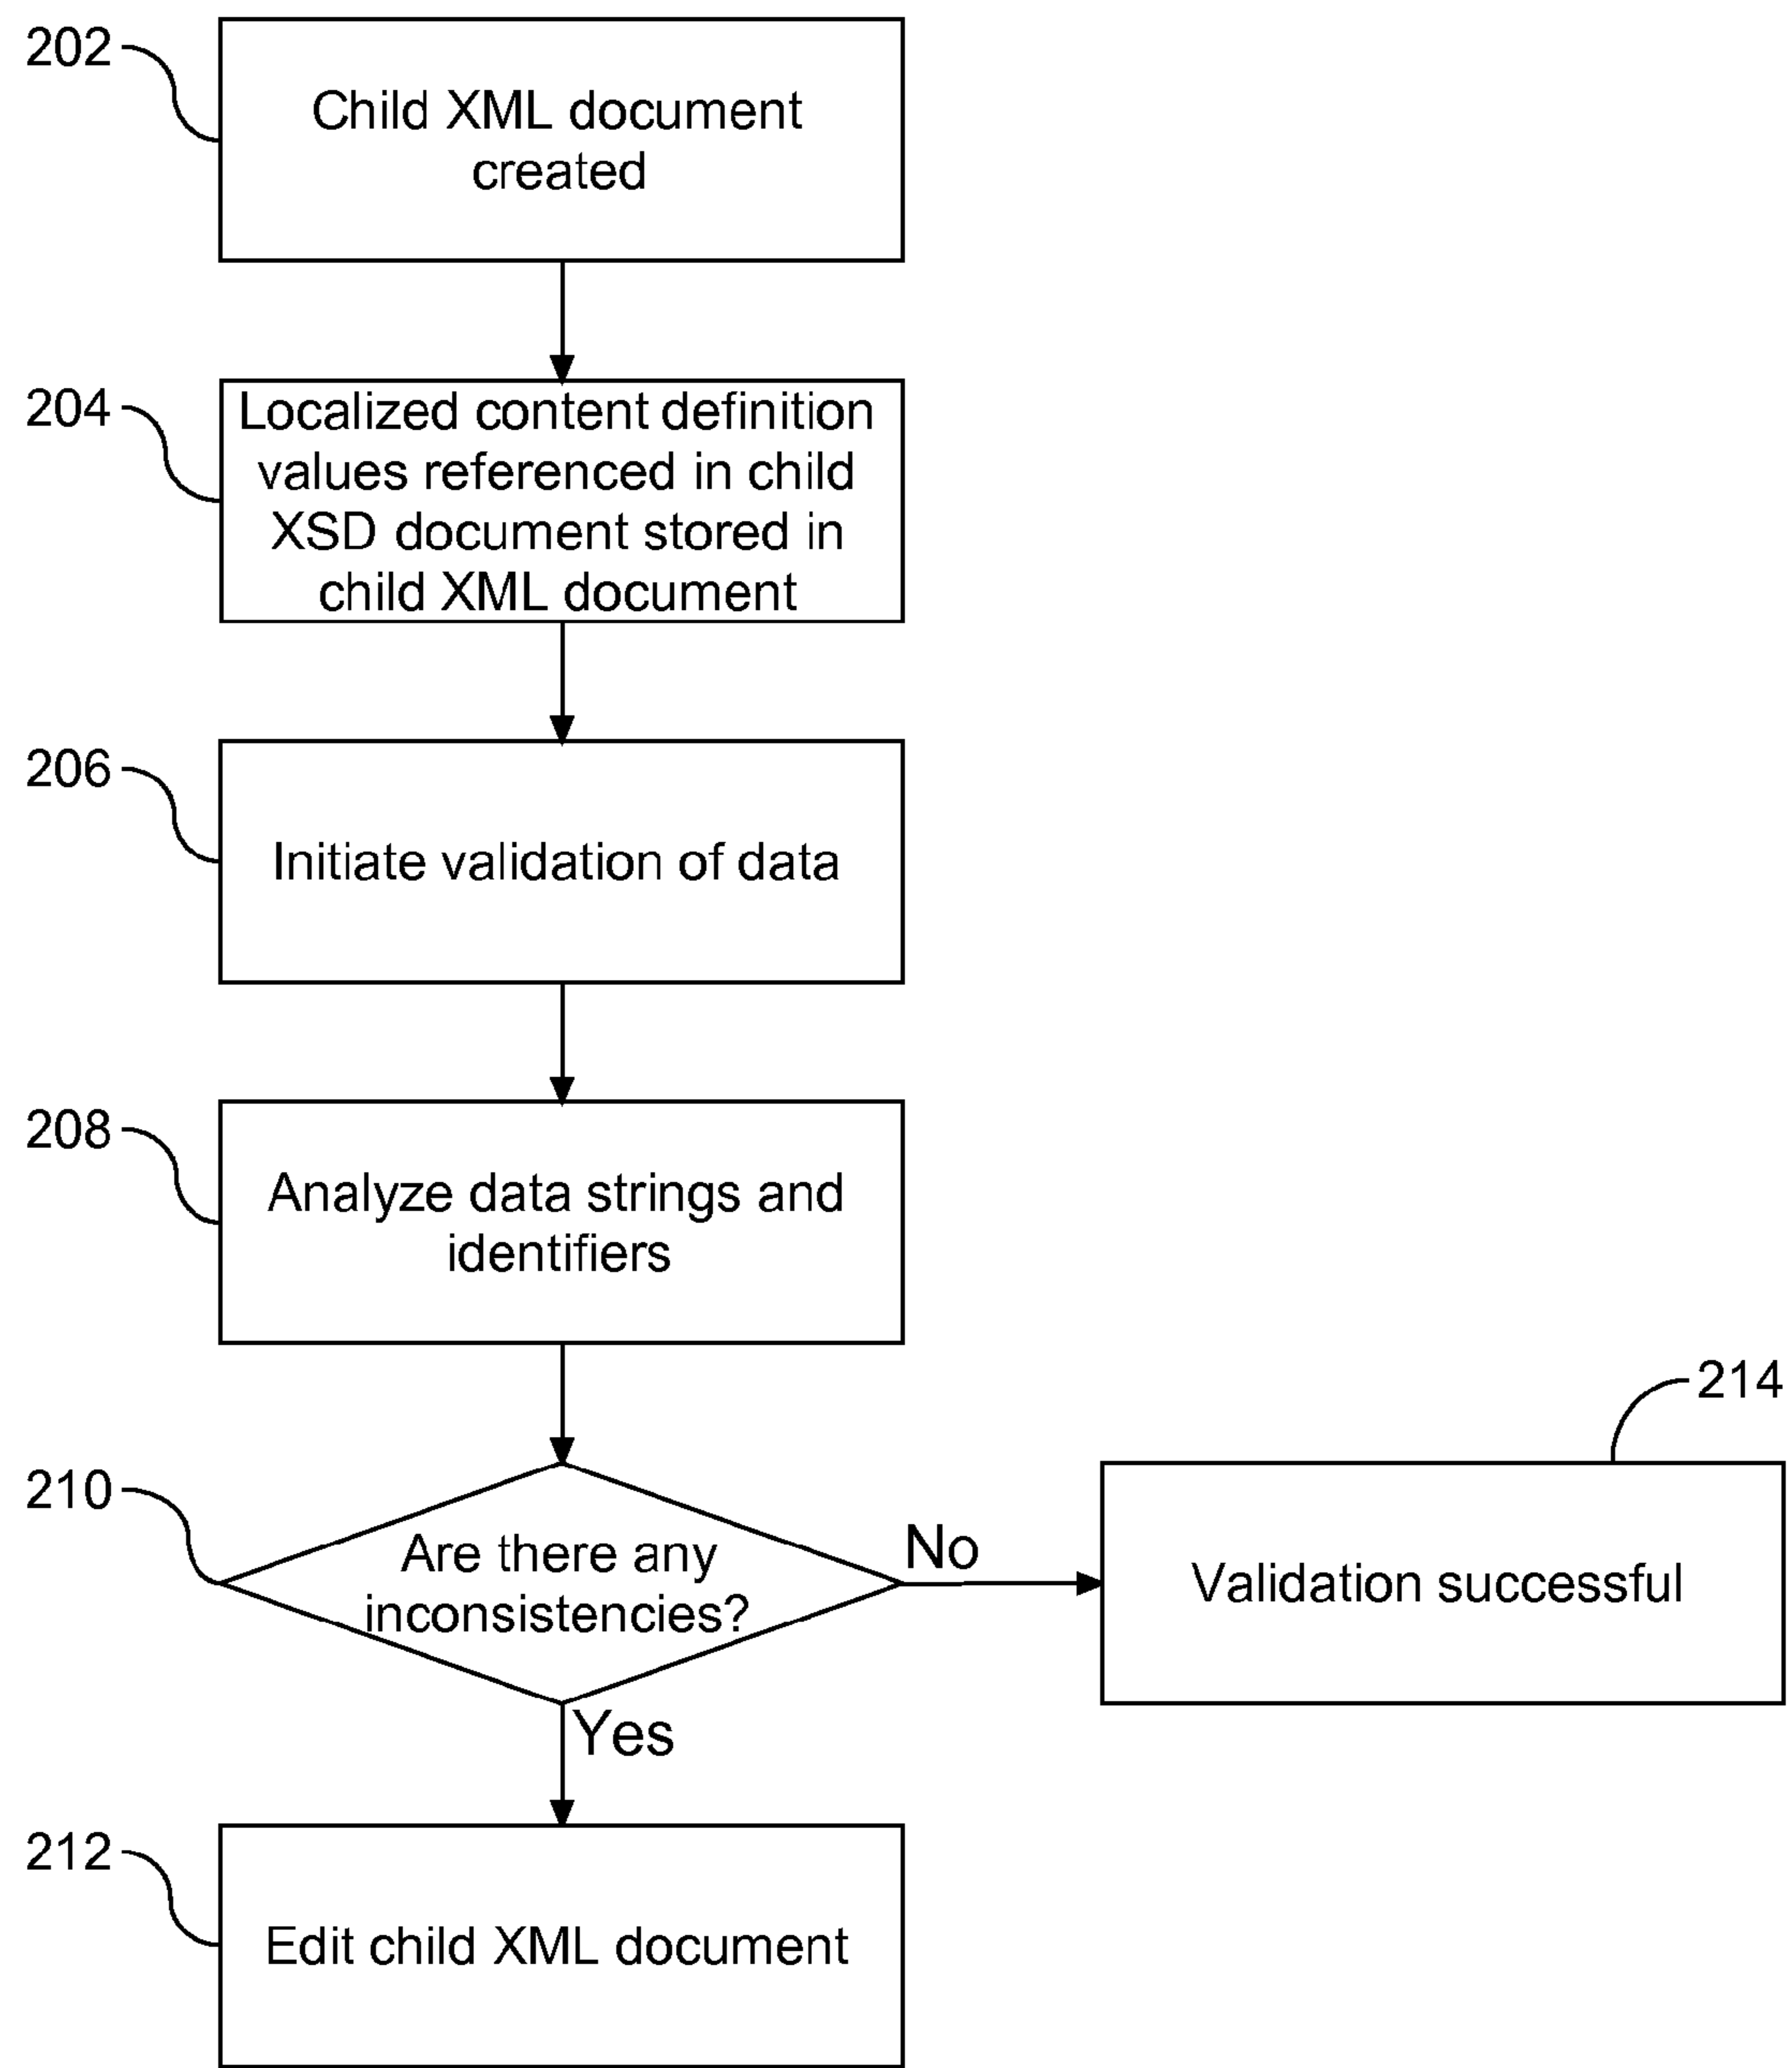 202
Child XML document
created
204
Localized content definition
values referenced in child
XSD document stored in
child XML document
206
Initiate validation of data
208
Analyze data strings and
identifiers
214
210
Are there any
inconsistencies?
No
Validation successful
Yes
212
Edit child XML document